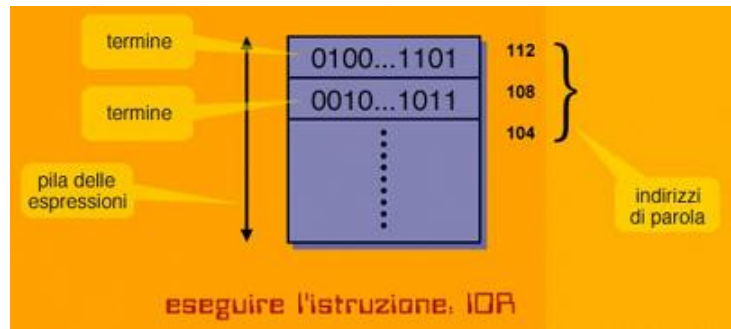 termine
0100...1101
112
0010...1011
108
termine
104
pila delle
espressioni
indirizzi
di parola
eseguire l'istruzione: IOR